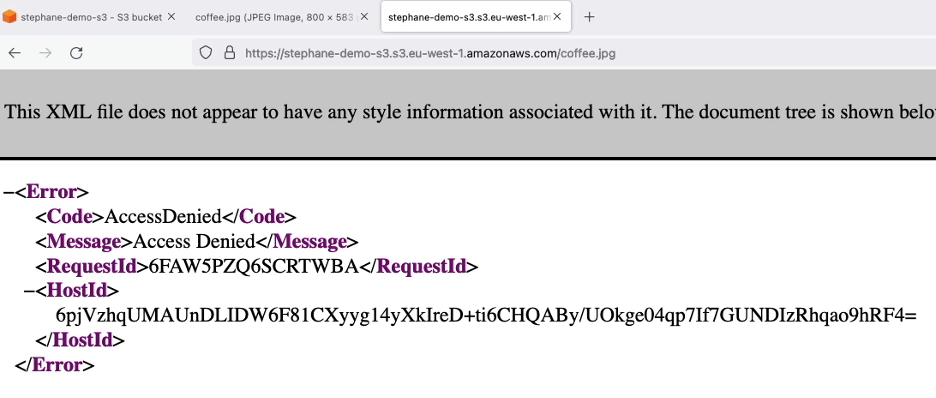 stephane-demo-s3 - S3 bucket
coffee.jpg (JPEG Image, 800 × 583
stephane-demo-s3.s3.eu-west-1.am
https://stephane-demo-s3.s3.eu-west-1.amazonaws.com/coffee.jpg
This XML file does not appear to have any style information associated with it. The document tree is shown belo
–<Error>
<Code>AccessDenied</Code>
<Message>Access Denied</Message>
<RequestId>6FAW5PZQ6SCRTWBA</RequestId>
–<HostId>
6pjVzhqUMAUnDLIDW6F81CXyyg14yXkIreD+ti6CHQABy/UOkge04qp7If7GUNDIzRhqao9hRF4=
</HostId>
</Error>